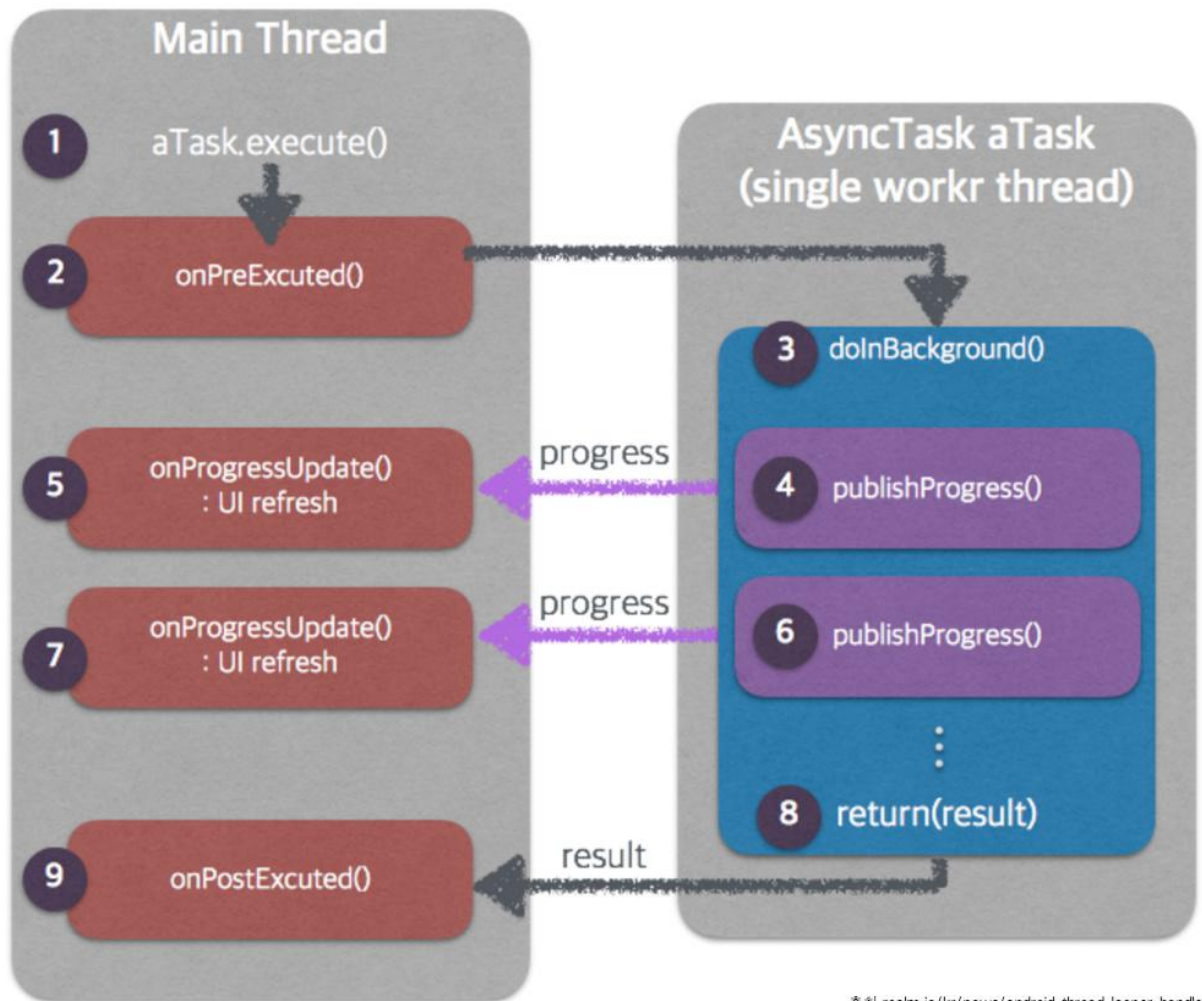 Main Thread
1 aTask.execute()
2 onPreExcuted()
AsyncTask aTask
(single workr thread)
3 doInBackground()
progress
4 publishProgress()
5 onProgressUpdate()
: UI refresh
progress
6 publishProgress()
7 onProgressUpdate()
: UI refresh
8 return(result)
result
9 onPostExcuted()